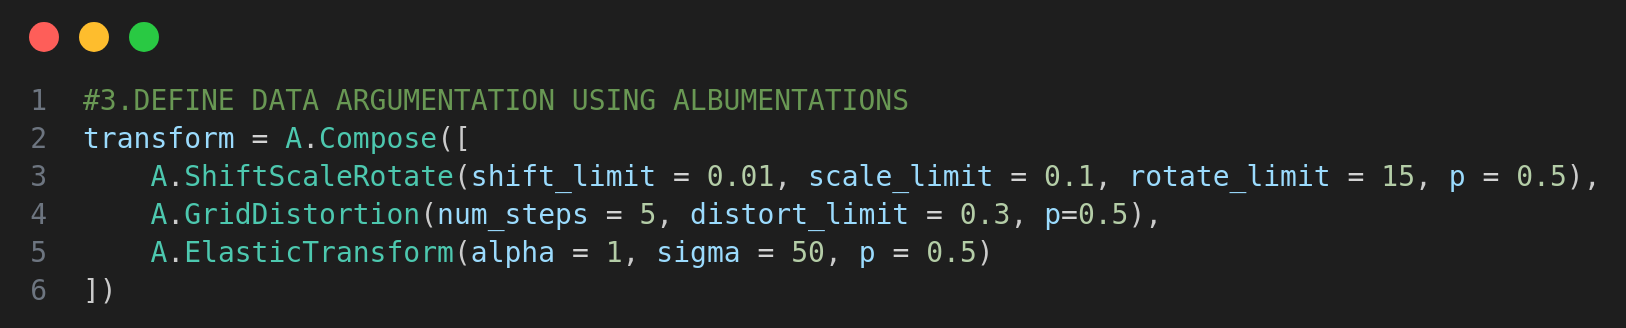 1 #3.DEFINE DATA ARGUMENTATION USING ALBUMENTATIONS
2 transform = A.Compose([
3     A.ShiftScaleRotate(shift_limit = 0.01, scale_limit = 0.1, rotate_limit = 15, p = 0.5),
4     A.GridDistortion(num_steps = 5, distort_limit = 0.3, p=0.5),
5     A.ElasticTransform(alpha = 1, sigma = 50, p = 0.5)
6 ])